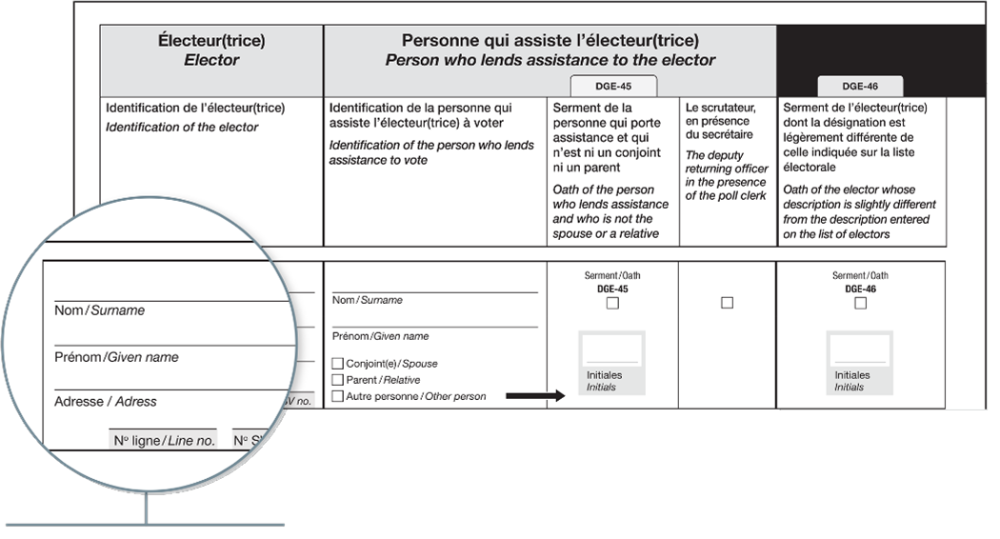 Électeur(trice)
Elector
Personne qui assiste l'électeur(trice)
Person who lends assistance to the elector
DGE-45
DGE-46
Identification de l'électeur(trice)
Identification of the elector
Identification de la personne qui
assiste l'électeur(trice) à voter
Identification of the person who lends
assistance to vote
Serment de la
personne qui porte
assistance et qui
n'est ni un conjoint
ni un parent
Oath of the person
who lends assistance
and who is not the
spouse or a relative
Le scrutateur,
en présence
du secrétaire
The deputy
returning officer
in the presence
of the poll clerk
Serment de l'électeur(trice)
dont la désignation est
légèrement différente de
celle indiquée sur la liste
électorale
Oath of the elector whose
description is slightly different
from the description entered
on the list of electors
Nom/Surname
Prénom/Given name
Adresse / Adress
Nº ligne/Line no.
Nº S
V no.
Nom/Surname
Prénom/Given name
Conjoint(e)/Spouse
Parent/Relative
Autre personne/Other person
Serment/Oath
DGE-45
Initiales
Initials
Serment/Oath
DGE-46
Initiales
Initials